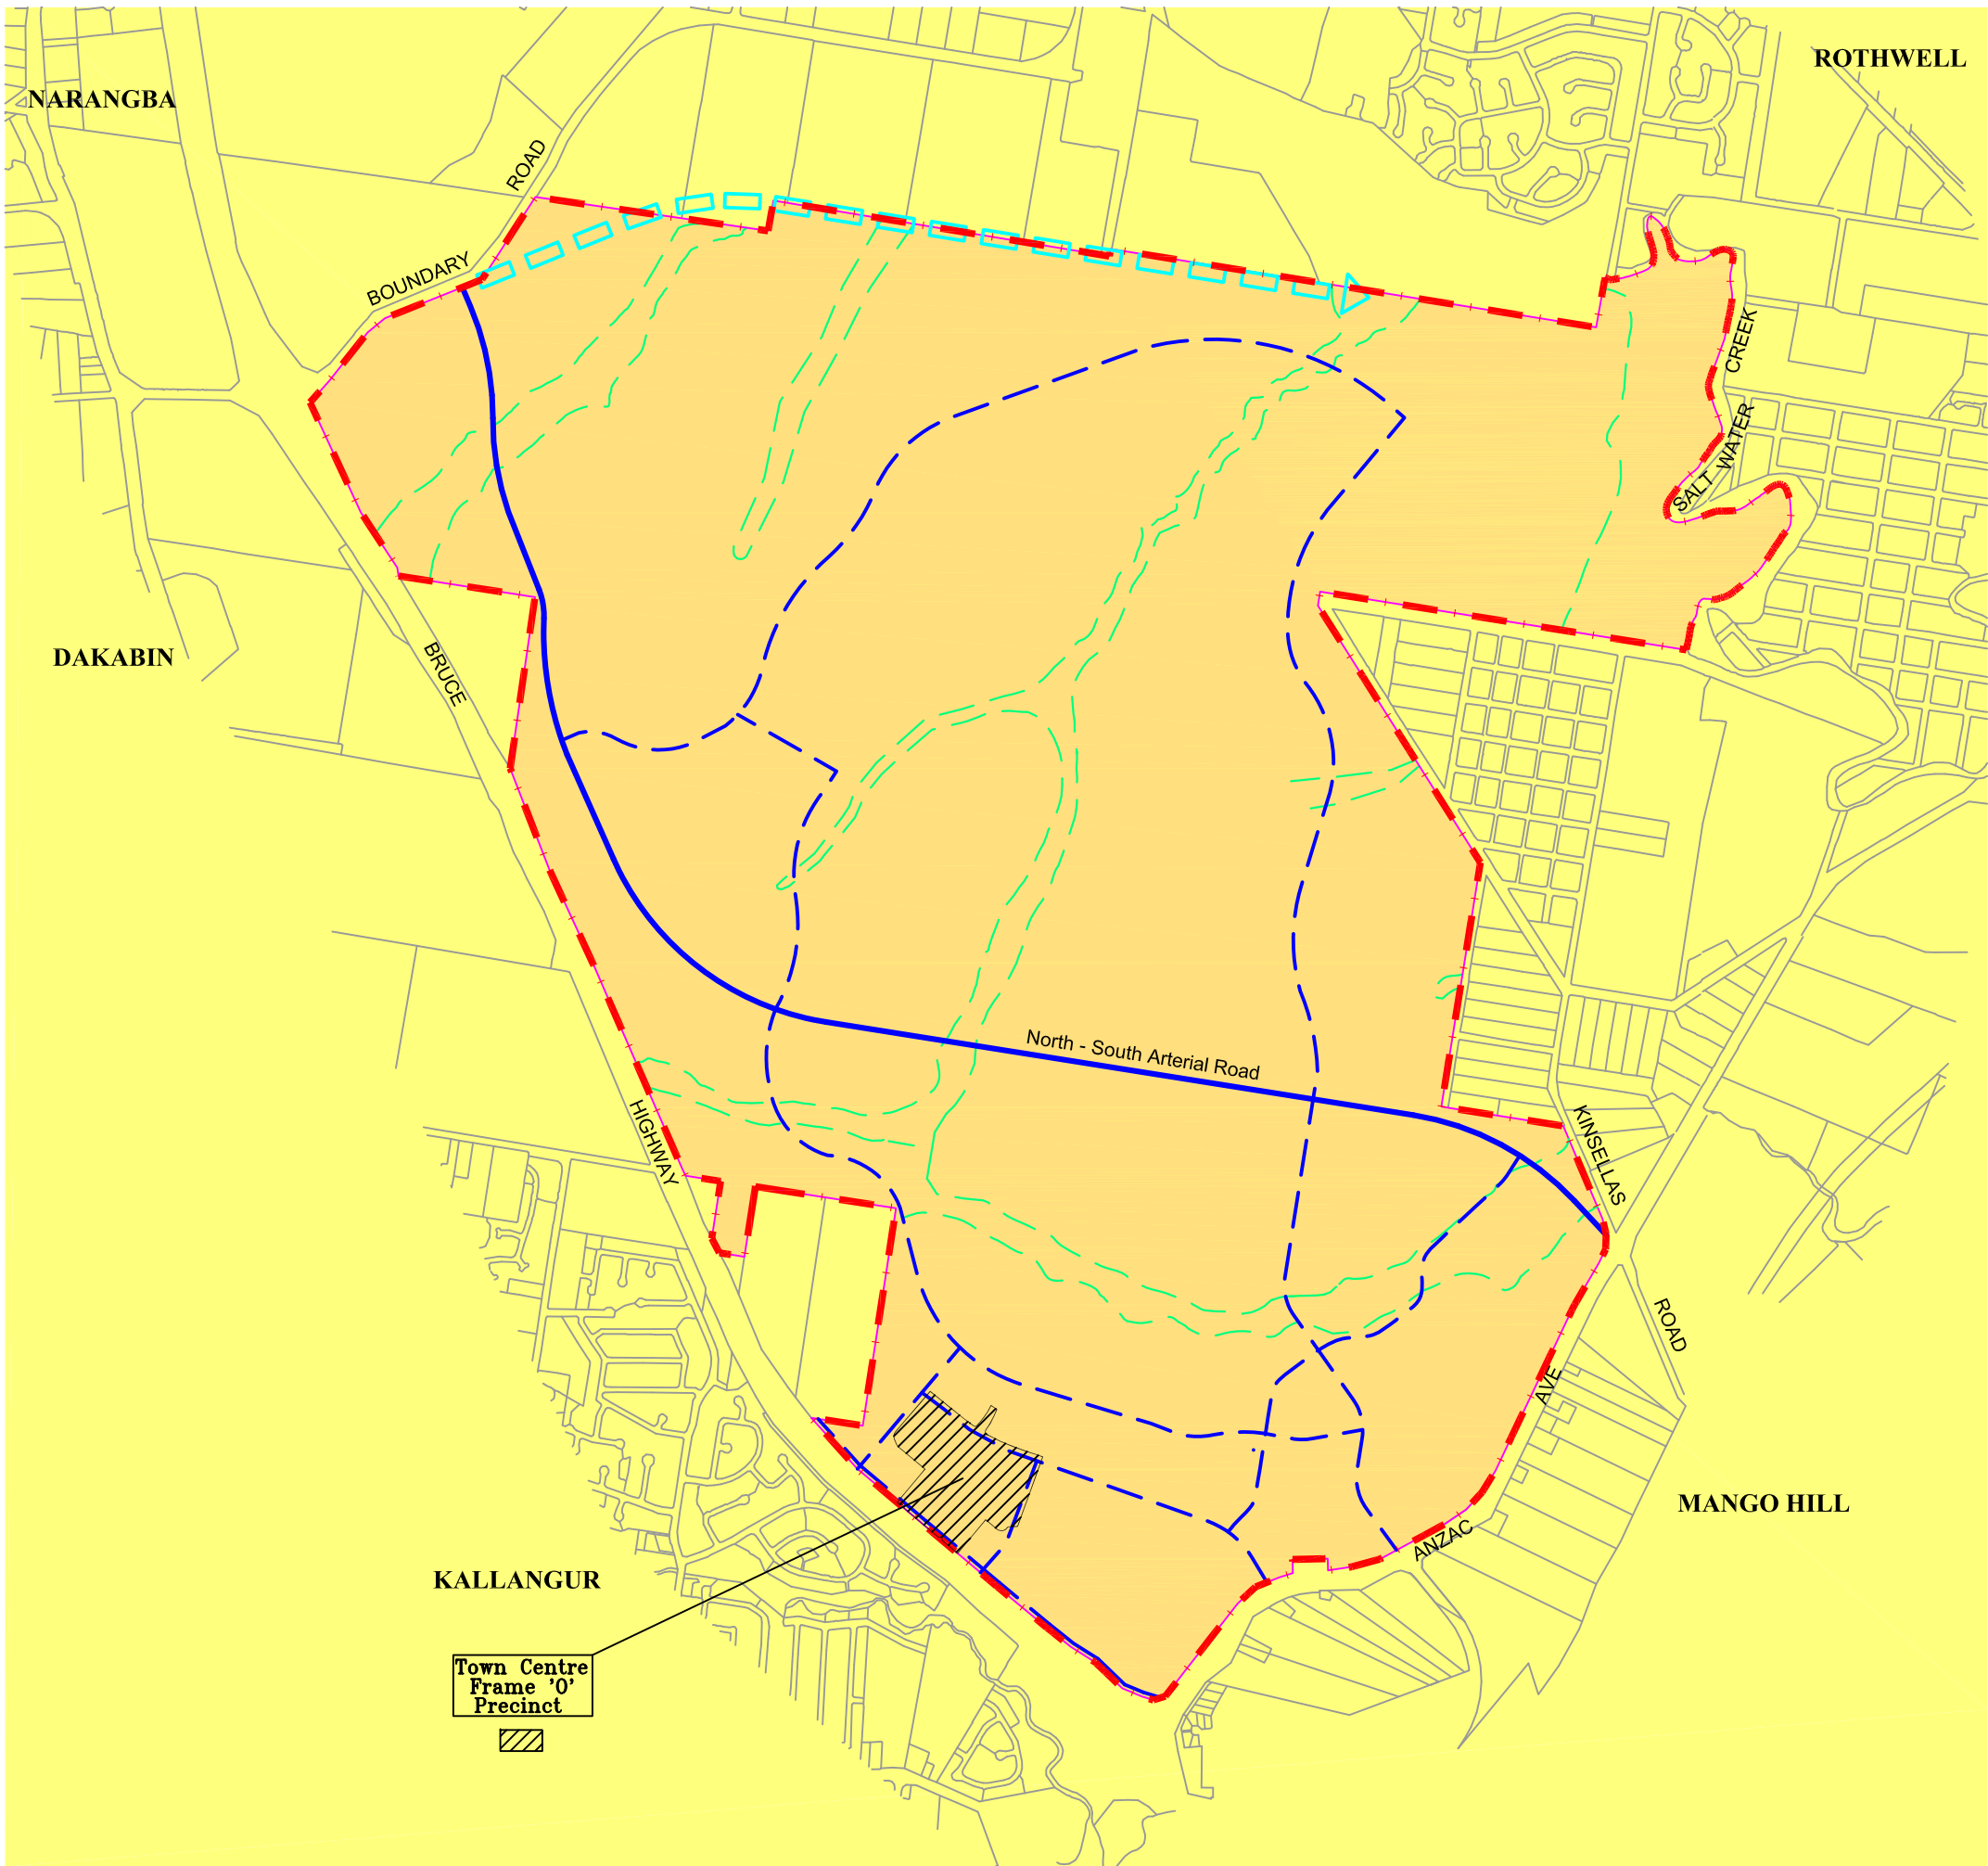 ROTHWELL
NARANGBA
ROAD
BOUNDARY
CREEK
WATER
SALT
DAKABIN
BRUCE
North - South Arterial Road
HIGHWAY
KINSELLAS
ROAD
AVE
MANGO HILL
ANZAC
KALLANGUR
Town Centre
Frame '0'
Precinct